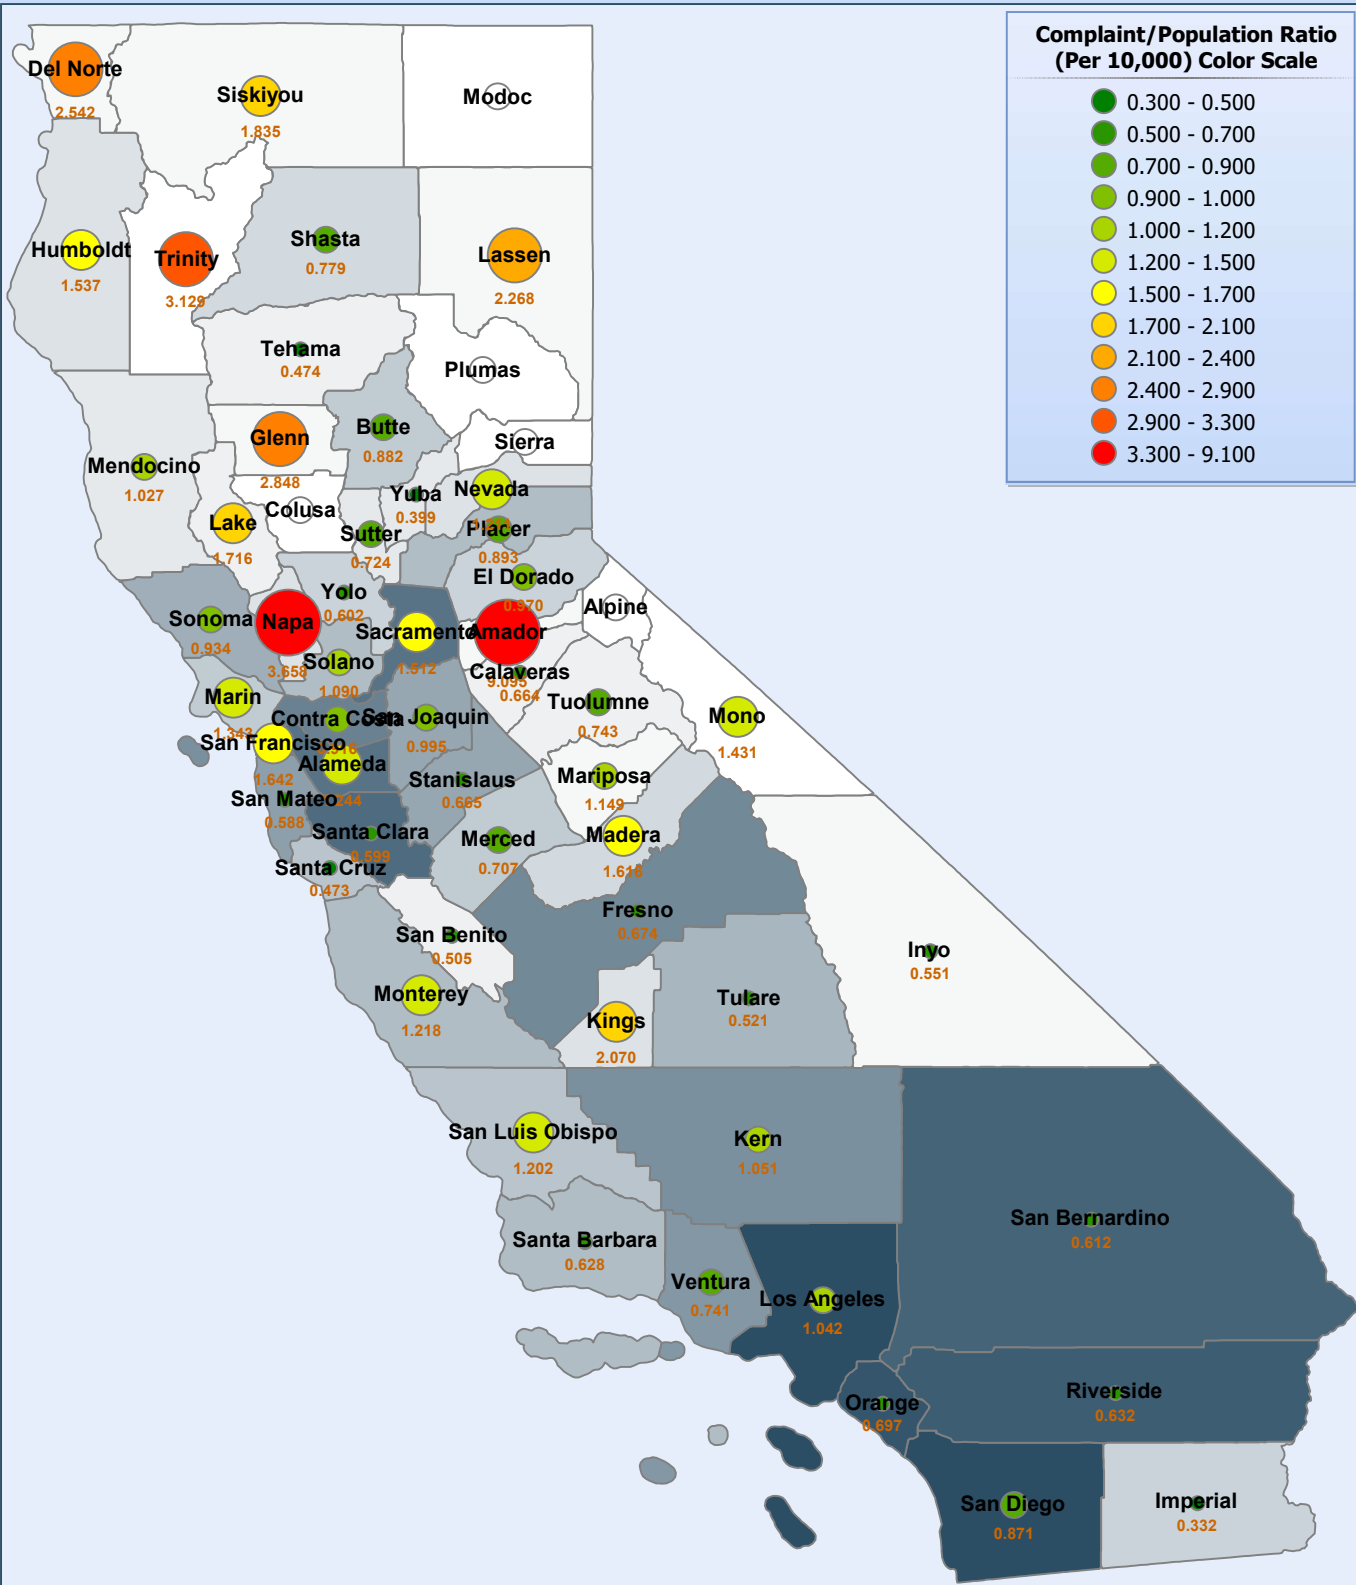 Complaint/Population Ratio
(Per 10,000) Color Scale
0.300 - 0.500
0.500 - 0.700
0.700 - 0.900
0.900 - 1.000
1.000 - 1.200
1.200 - 1.500
1.500 - 1.700
1.700 - 2.100
2.100 - 2.400
2.400 - 2.900
2.900 - 3.300
3.300 - 9.100
Del Norte
2.542
Siskiyou
1.835
Modoc
Humboldt
1.537
Trinity
3.129
Shasta
0.779
Lassen
2.268
Tehama
0.474
Plumas
Glenn
2.848
Butte
0.882
Sierra
Mendocino
1.027
Lake
1.716
Colusa
Sutter
0.724
Yuba
0.399
Nevada
Placer
0.893
El Dorado
0.970
Yolo
0.602
Sonoma
0.934
Napa
3.658
Sacramento
1.512
Amador
9.095
Alpine
Solano
1.090
Calaveras
0.664
Marin
1.343
Tuolumne
0.743
Mono
1.431
Contra Costa
San Joaquin
0.995
San Francisco
1.642
Alameda
Stanislaus
0.665
Mariposa
1.149
San Mateo
0.588
Santa Clara
0.599
Merced
0.707
Madera
1.616
Santa Cruz
0.473
Fresno
0.674
San Benito
0.505
Inyo
0.551
Monterey
1.218
Kings
2.070
Tulare
0.521
San Luis Obispo
1.202
Kern
1.051
San Bernardino
0.612
Santa Barbara
0.628
Ventura
0.741
Los Angeles
1.042
Orange
0.697
Riverside
0.632
San Diego
0.871
Imperial
0.332